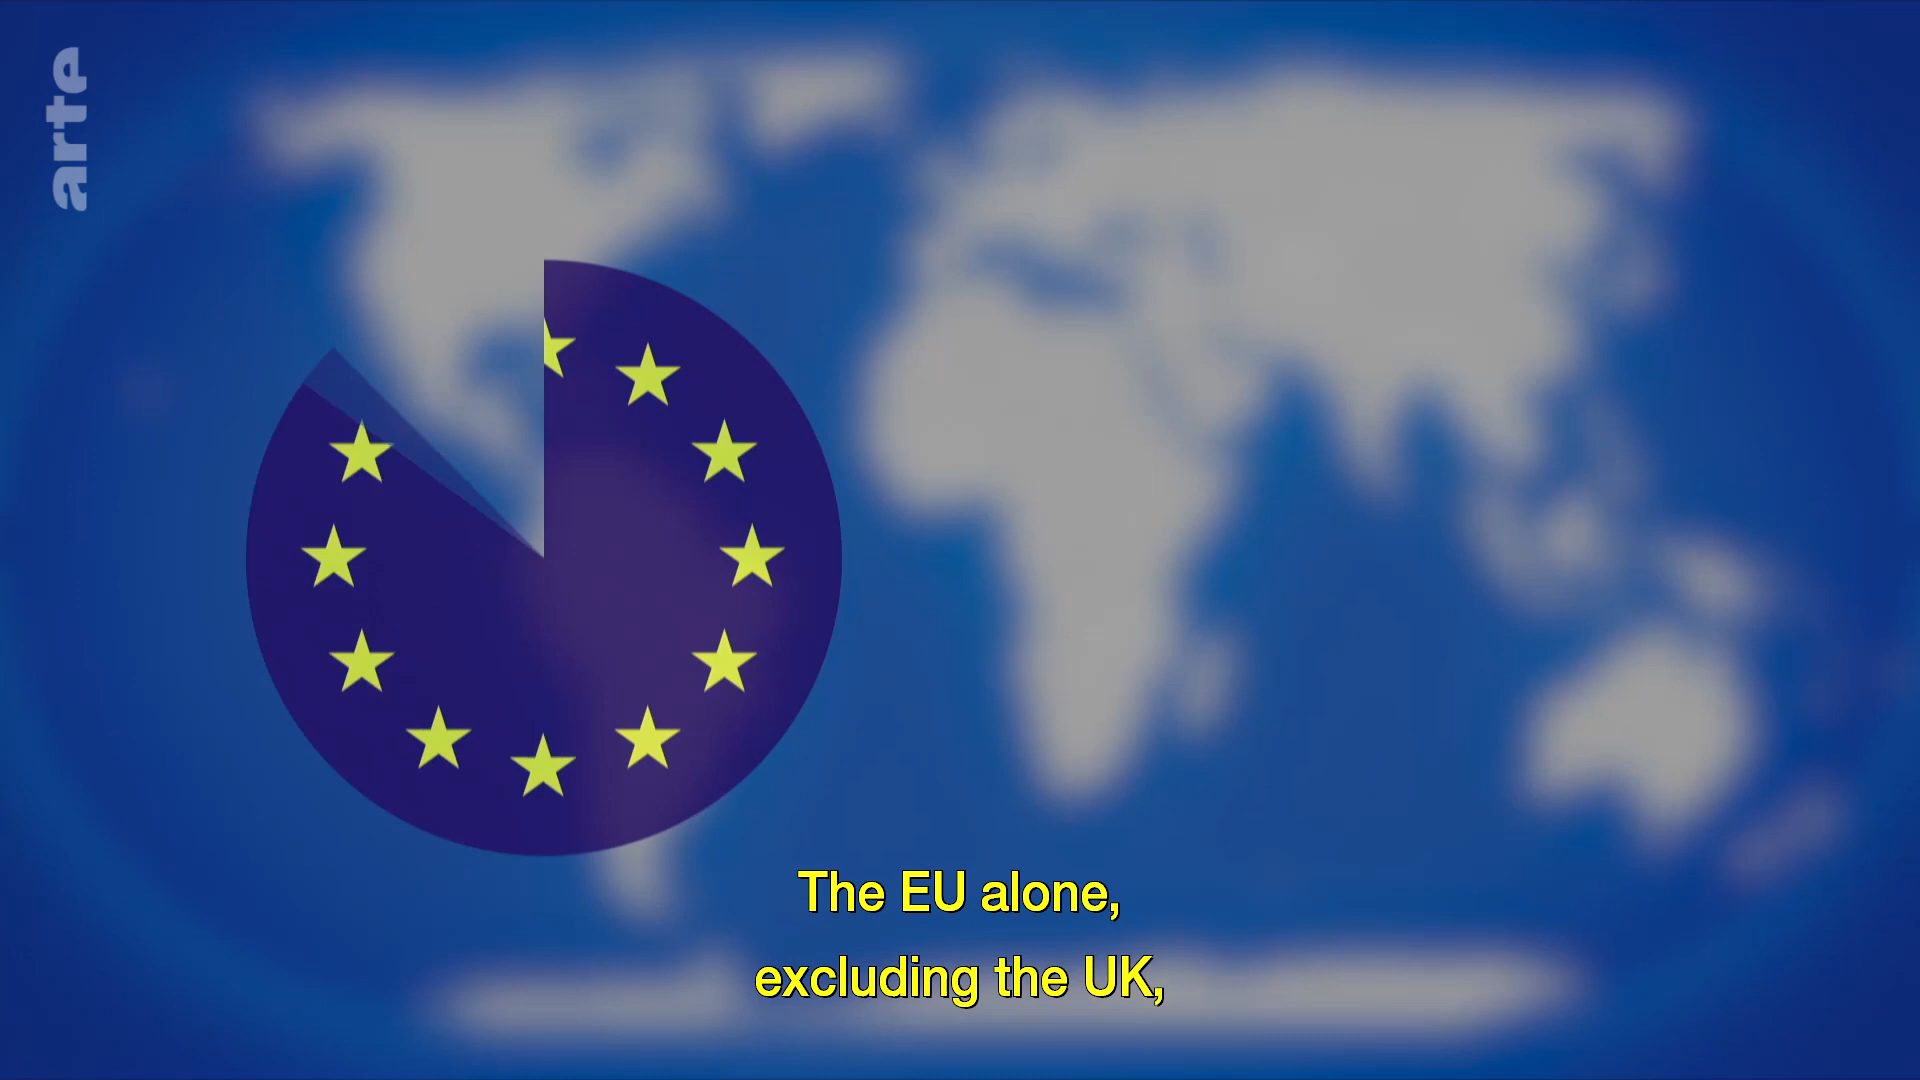 arte
The EU alone,
excluding the UK,